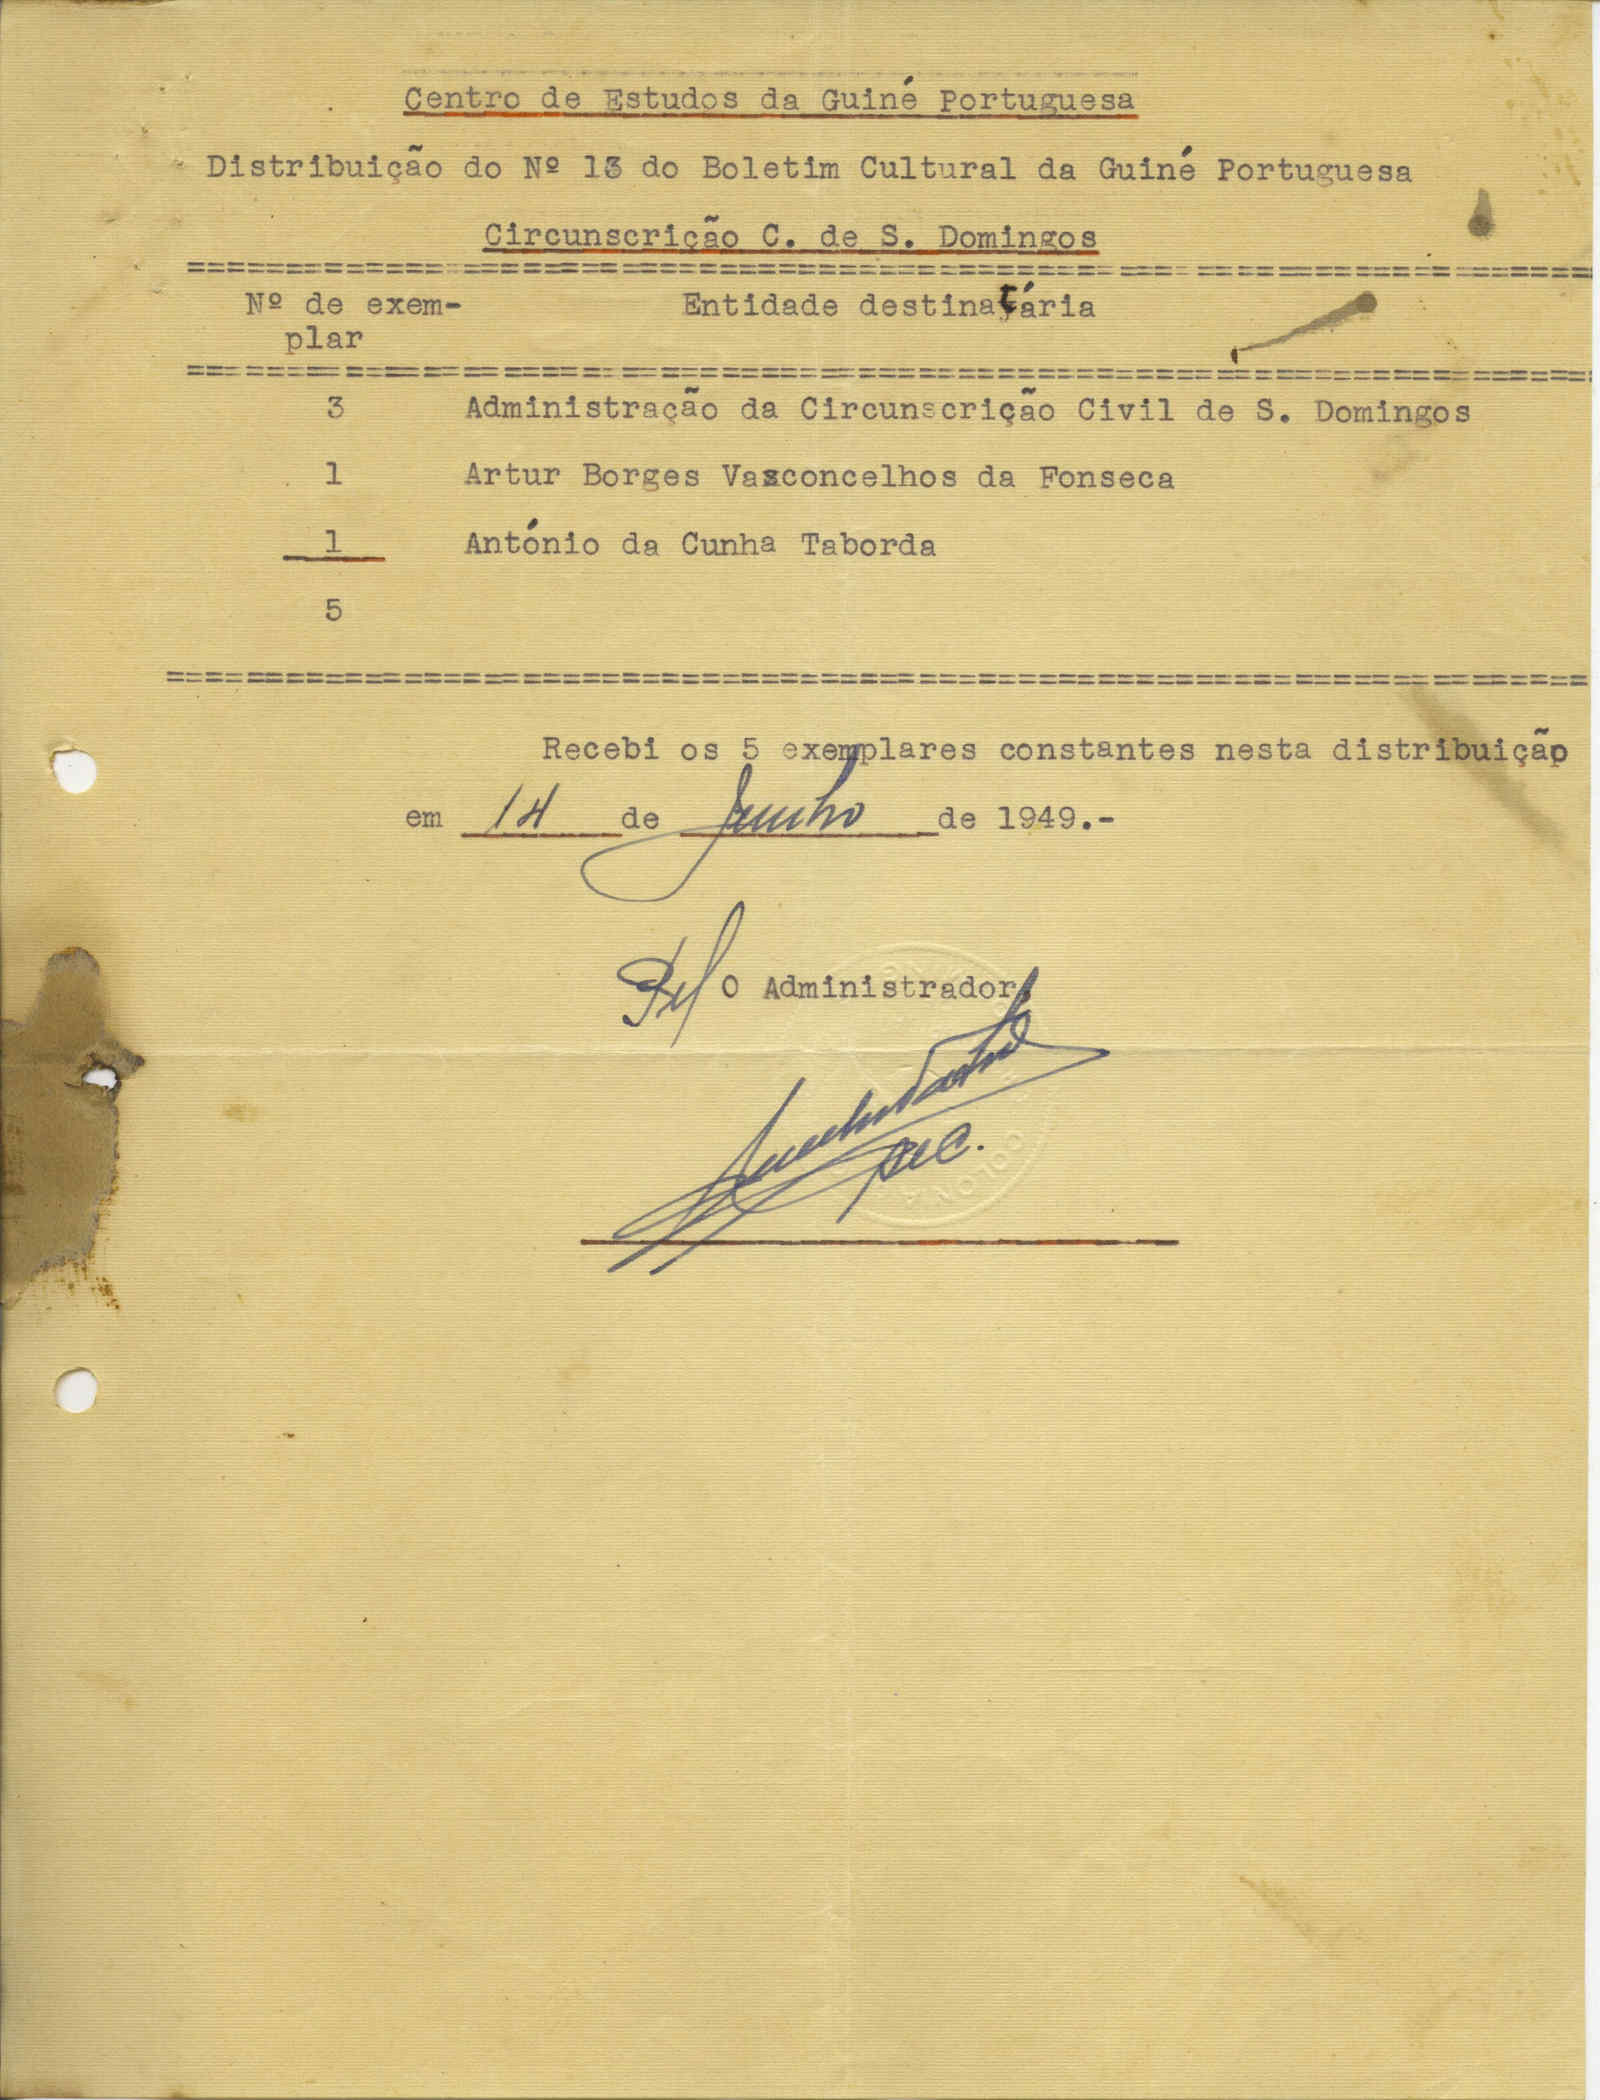 Centro de Estudos da Guiné Portuguesa
Distribuição do Nº 13 do Boletim Cultural da Guiné Portuguesa
Circunscrição C. de S. Domingos
Nº de exem- Entidade destinatária
plar
3 Administração da Circunscrição Civil de S. Domingos
1 Artur Borges Vasconcelhos da Fonseca
1 António da Cunha Taborda
5
Recebi os 5 exemplares constantes nesta distribuição
em 14 de Junho de 1949.-
Pel O Administrador,